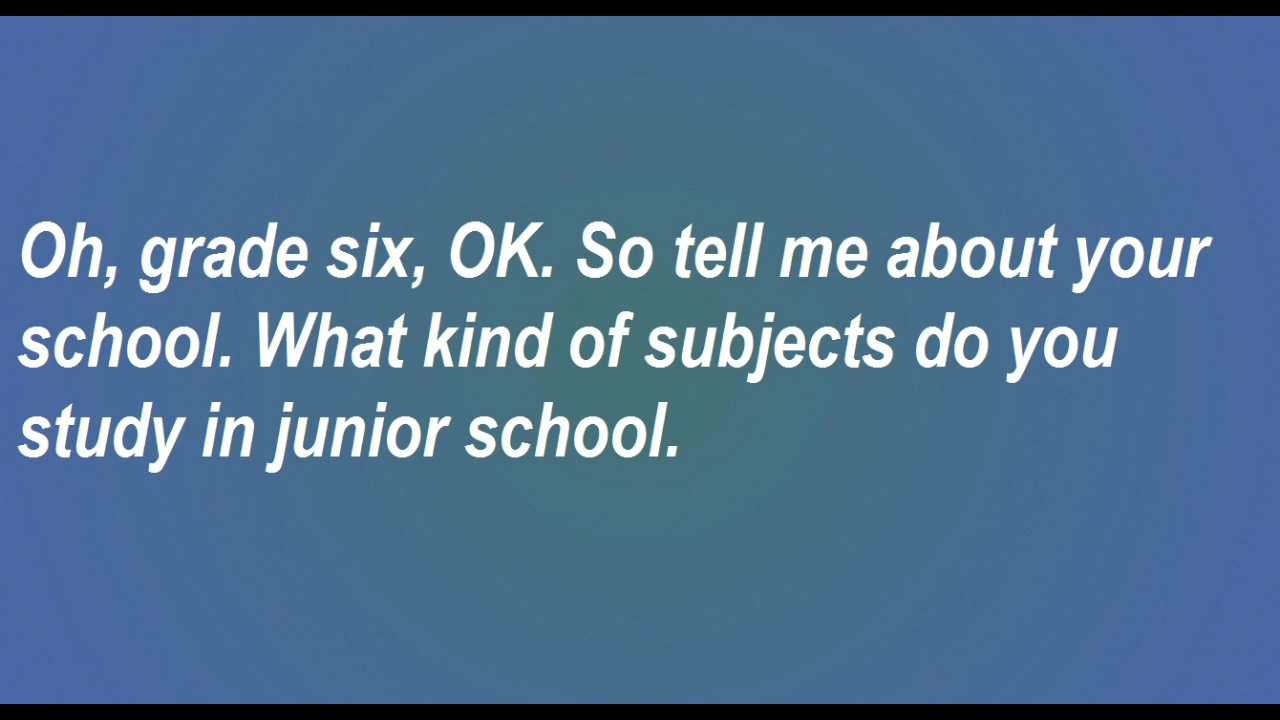 Oh, grade six, OK. So tell me about your
school. What kind of subjects do you
study in junior school.